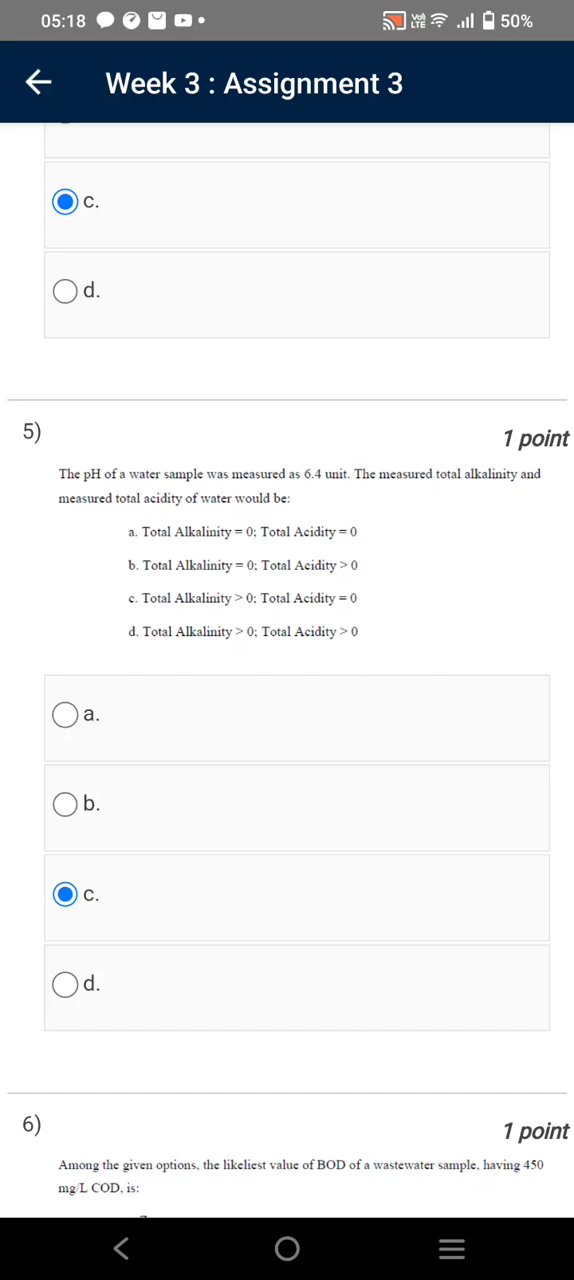 05:18
Vo) LTE
50%
Week 3 : Assignment 3
c.
d.
5)
1 point
The pH of a water sample was measured as 6.4 unit. The measured total alkalinity and
measured total acidity of water would be:
a. Total Alkalinity = 0; Total Acidity = 0
b. Total Alkalinity = 0; Total Acidity > 0
c. Total Alkalinity > 0; Total Acidity = 0
d. Total Alkalinity > 0; Total Acidity > 0
a.
b.
c.
d.
6)
1 point
Among the given options, the likeliest value of BOD of a wastewater sample, having 450
mg/L COD, is: